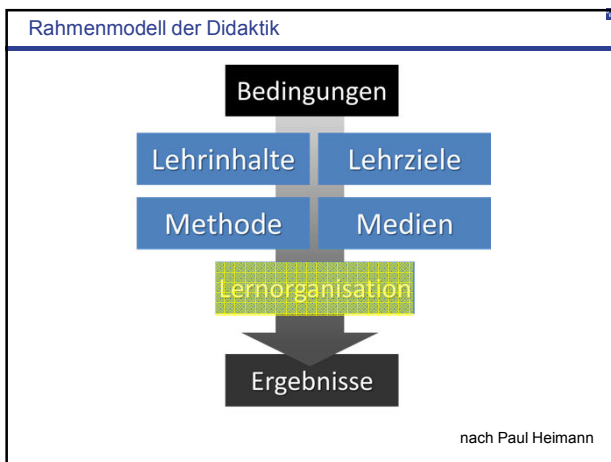 Rahmenmodell der Didaktik
Bedingungen
Lehrinhalte Lehrziele
Methode Medien
Lernorganisation
Ergebnisse
nach Paul Heimann